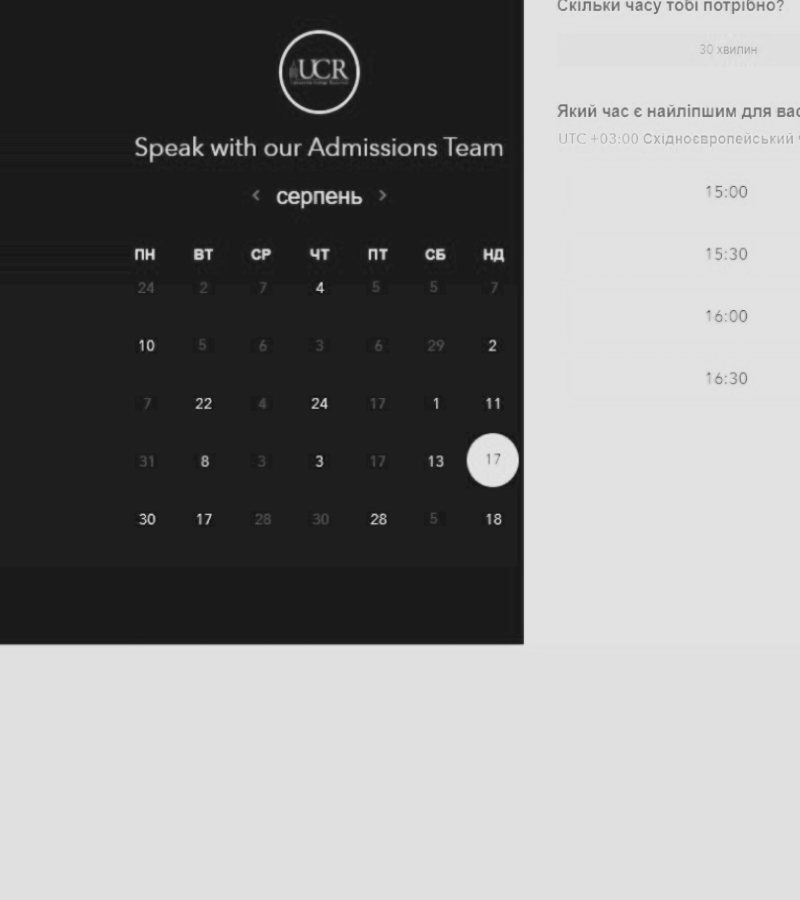 UCR
Speak with our Admissions Team
< серпень >
ПН ВТ СР ЧТ ПТ СБ НД
24 2 7 4 5 5 7
10 5 6 3 6 29 2
7 22 4 24 17 1 11
31 8 3 3 17 13 17
30 17 28 30 28 5 18
Скільки часу тобі потрібно?
30 хвилин
Який час є найліпшим для вас
UTC +03:00 Східноєвропейський
15:00
15:30
16:00
16:30